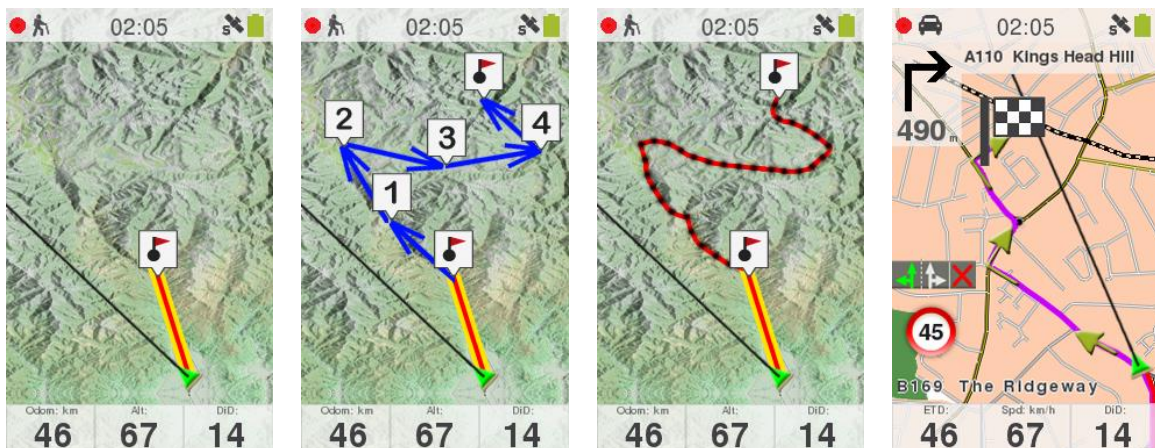 02:05
Odom: km Alt: DiD:
46 67 14
02:05
2
3
4
1
Odom: km Alt: DiD:
46 67 14
02:05
Odom: km Alt: DiD:
46 67 14
02:05
A110 Kings Head Hill
490 m
45
B169 The Ridgeway
ETD: Spd: km/h DiD:
46 67 14